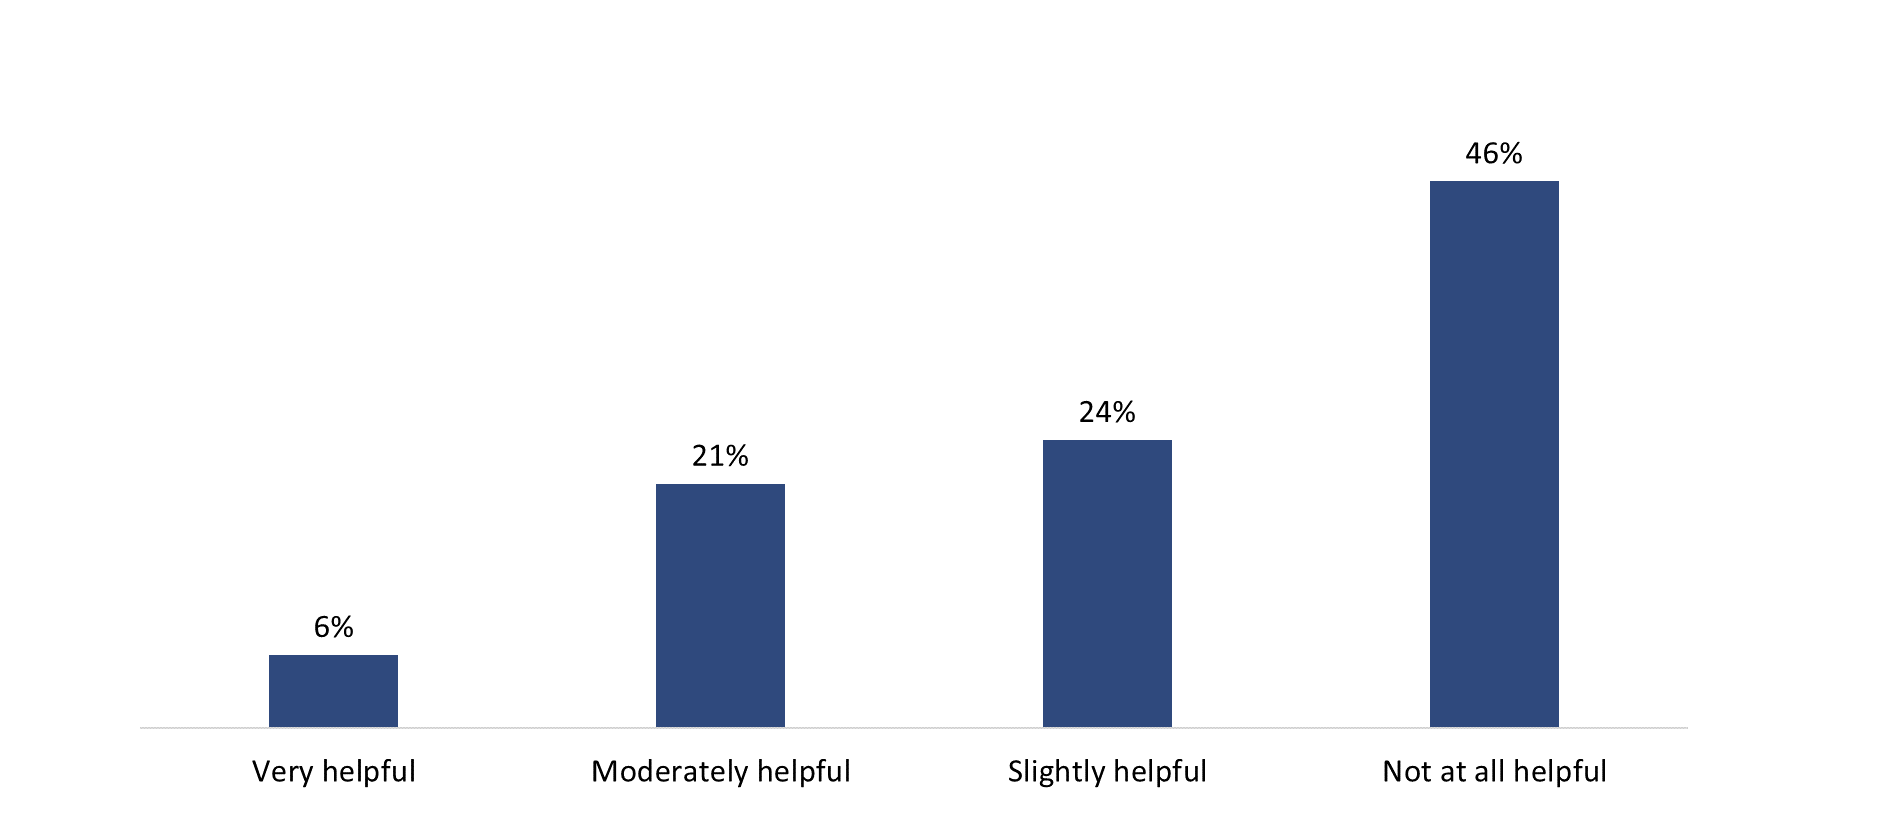 46%
24%
21%
6%
Very helpful
Moderately helpful
Slightly helpful
Not at all helpful